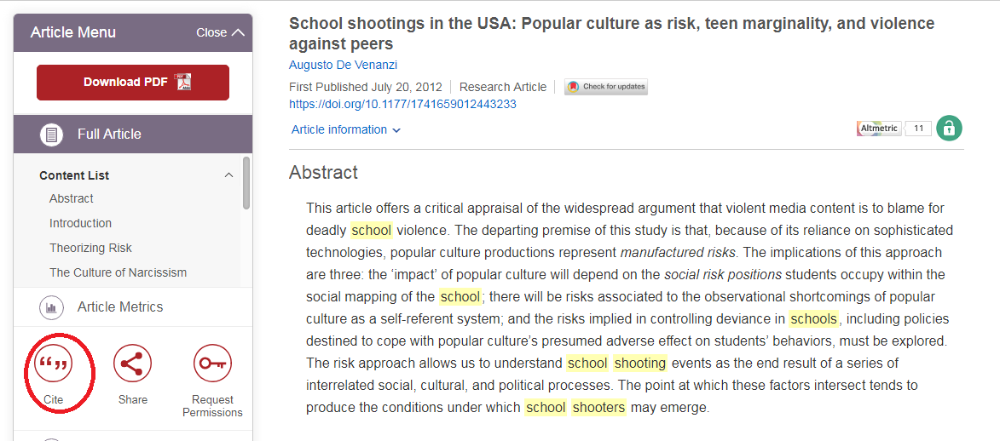 Article Menu
Close
Download PDF
Full Article
Content List
Abstract
Introduction
Theorizing Risk
The Culture of Narcissism
Article Metrics
Cite
Share
Request
Permissions
School shootings in the USA: Popular culture as risk, teen marginality, and violence
against peers
Augusto De Venanzi
First Published July 20, 2012
Research Article
Check for updates
https://doi.org/10.1177/1741659012443233
Article information
Altmetric
11
Abstract
This article offers a critical appraisal of the widespread argument that violent media content is to blame for
deadly school violence. The departing premise of this study is that, because of its reliance on sophisticated
technologies, popular culture productions represent manufactured risks. The implications of this approach
are three: the ‘impact’ of popular culture will depend on the social risk positions students occupy within the
social mapping of the school; there will be risks associated to the observational shortcomings of popular
culture as a self-referent system; and the risks implied in controlling deviance in schools, including policies
destined to cope with popular culture’s presumed adverse effect on students’ behaviors, must be explored.
The risk approach allows us to understand school shooting events as the end result of a series of
interrelated social, cultural, and political processes. The point at which these factors intersect tends to
produce the conditions under which school shooters may emerge.